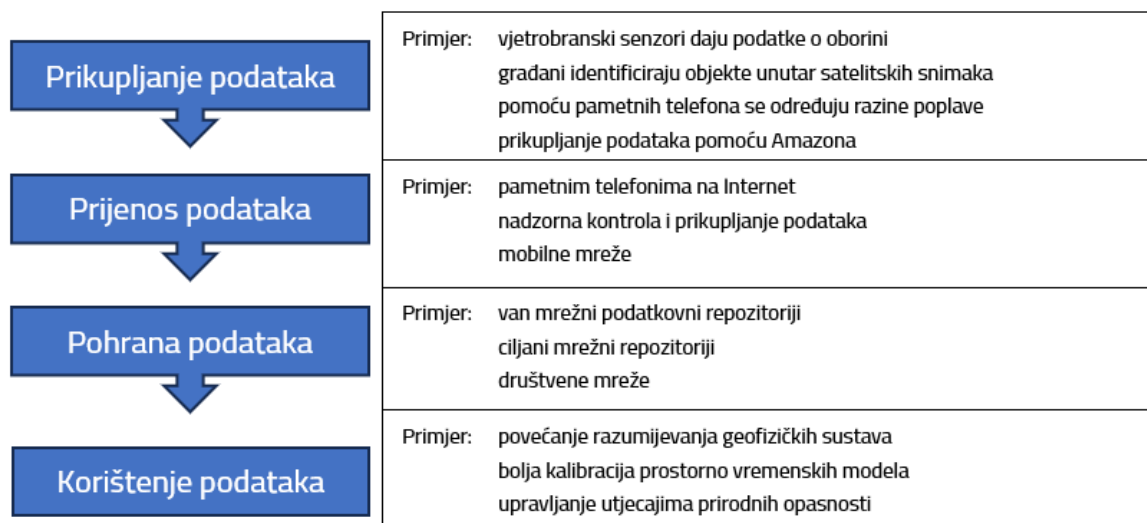 Prikupljanje podataka
Primjer: vjetrobranski senzori daju podatke o oborini
građani identificiraju objekte unutar satelitskih snimaka
pomoću pametnih telefona se određuju razine poplave
prikupljanje podataka pomoću Amazona
Prijenos podataka
Primjer: pametnim telefonima na Internet
nadzorna kontrola i prikupljanje podataka
mobilne mreže
Pohrana podataka
Primjer: van mrežni podatkovni repozitoriji
ciljani mrežni repozitoriji
društvene mreže
Korištenje podataka
Primjer: povećanje razumijevanja geofizičkih sustava
bolja kalibracija prostorno vremenskih modela
upravljanje utjecajima prirodnih opasnosti